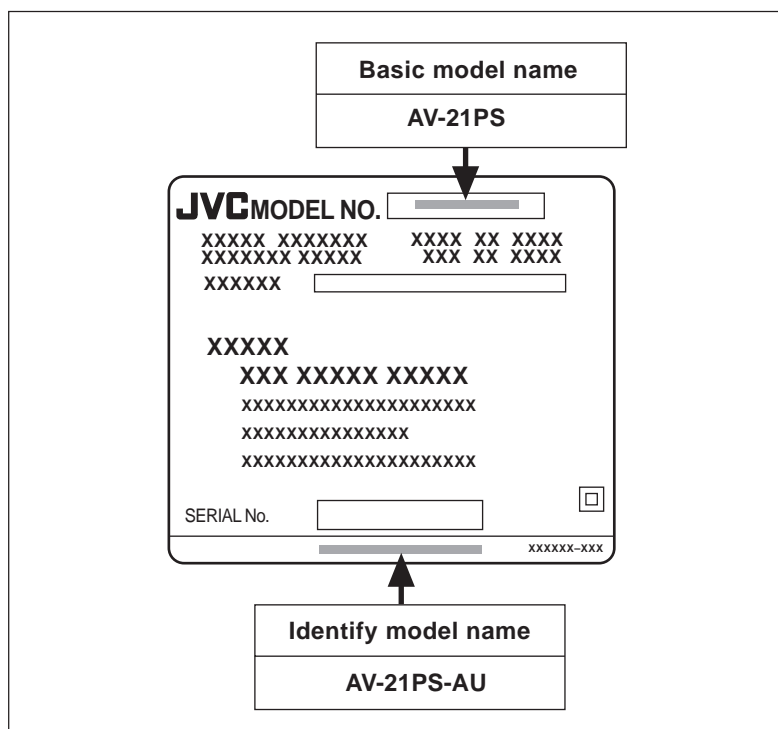 Basic model name
AV-21PS
JVC MODEL NO.
XXXXX XXXXXXX XXXX XX XXXX
XXXXXXX XXXXX XXX XX XXXX
XXXXXX
XXXXX
XXX XXXXX XXXXX
XXXXXXXXXXXXXXXXXXXXX
XXXXXXXXXXXXXXX
XXXXXXXXXXXXXXXXXXXXX
SERIAL No.
XXXXXX–XXX
Identify model name
AV-21PS-AU